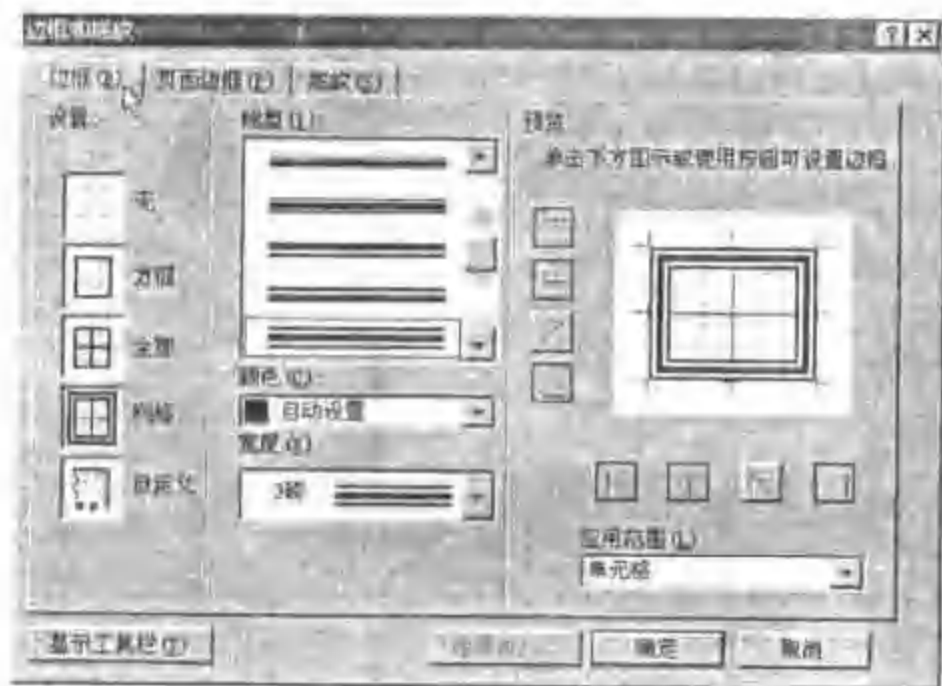 边框和底纹
边框(B) 页面边框(P) 底纹(S)
设置:
无
方框
全部
网格
自定义
线型(L):
颜色(C):
自动设置
宽度(W)
3磅
预览
单击下方图示或使用按钮可设置边框
应用范围(L)
单元格
显示工具栏(T)
确定
取消